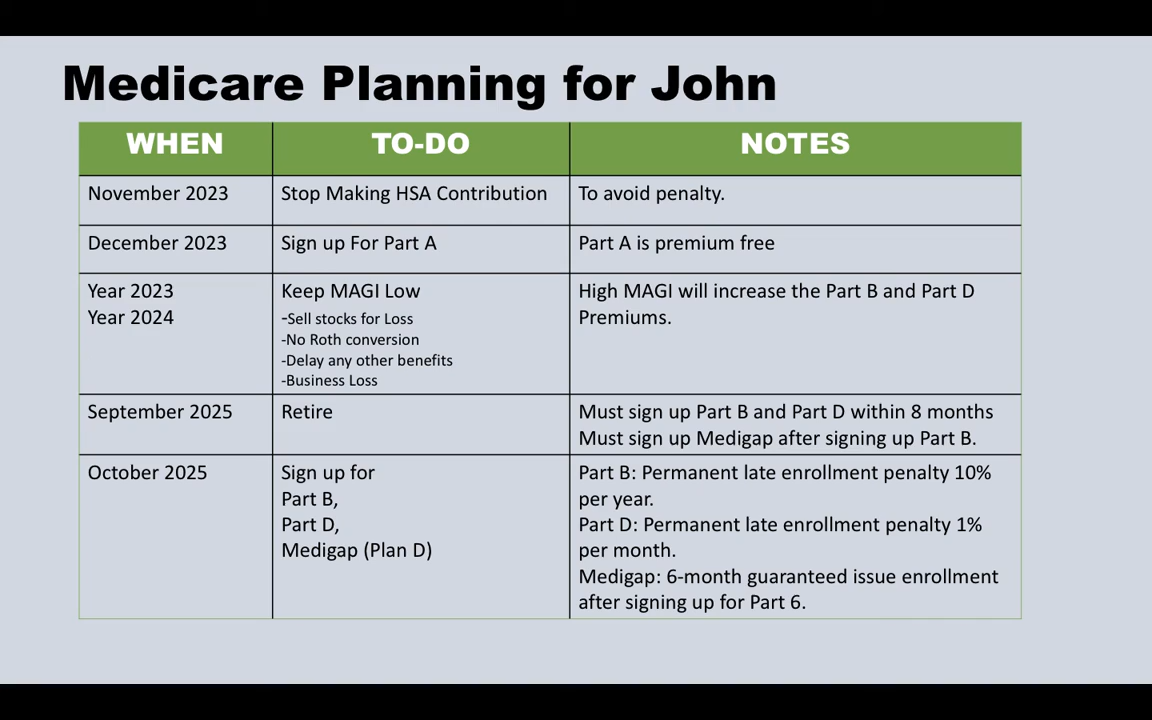 Medicare Planning for John
WHEN
TO-DO
NOTES
November 2023
Stop Making HSA Contribution
To avoid penalty.
December 2023
Sign up For Part A
Part A is premium free
Year 2023
Year 2024
Keep MAGI Low
-Sell stocks for Loss
-No Roth conversion
-Delay any other benefits
-Business Loss
High MAGI will increase the Part B and Part D
Premiums.
September 2025
Retire
Must sign up Part B and Part D within 8 months
Must sign up Medigap after signing up Part B.
October 2025
Sign up for
Part B,
Part D,
Medigap (Plan D)
Part B: Permanent late enrollment penalty 10%
per year.
Part D: Permanent late enrollment penalty 1%
per month.
Medigap: 6-month guaranteed issue enrollment
after signing up for Part 6.